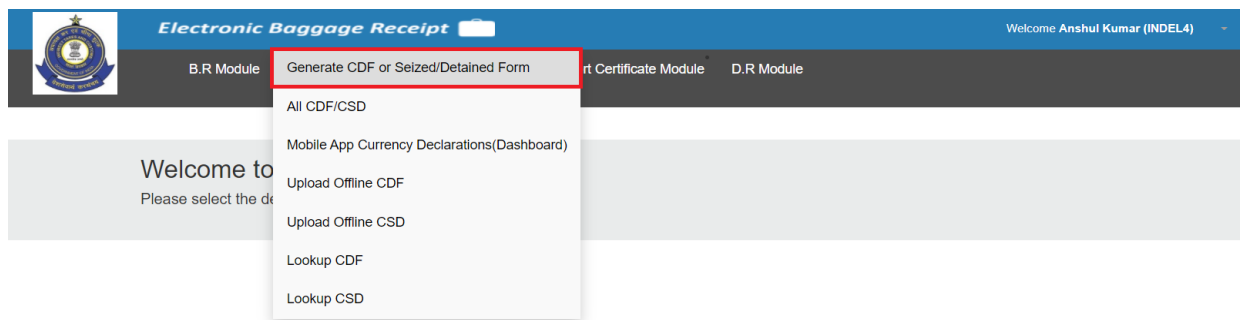 Electronic Baggage Receipt
Welcome Anshul Kumar (INDEL4)
B.R Module
rt Certificate Module
D.R Module
Generate CDF or Seized/Detained Form
All CDF/CSD
Mobile App Currency Declarations(Dashboard)
Upload Offline CDF
Upload Offline CSD
Lookup CDF
Lookup CSD
Welcome to
Please select the de